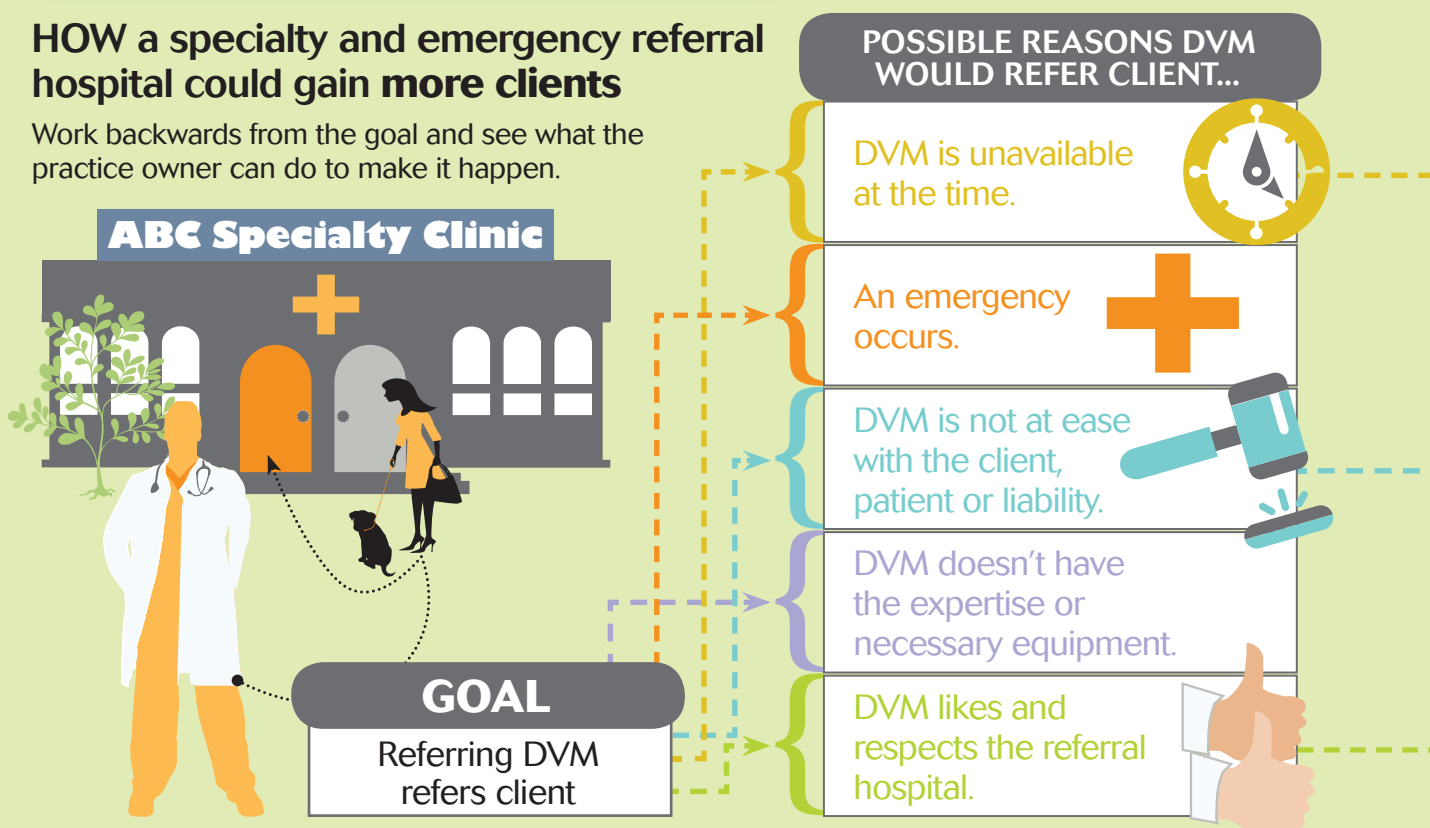 HOW a specialty and emergency referral
hospital could gain more clients
Work backwards from the goal and see what the
practice owner can do to make it happen.
ABC Specialty Clinic
GOAL
Referring DVM
refers client
POSSIBLE REASONS DVM
WOULD REFER CLIENT...
DVM is unavailable
at the time.
An emergency
occurs.
DVM is not at ease
with the client,
patient or liability.
DVM doesn't have
the expertise or
necessary equipment.
DVM likes and
respects the referral
hospital.